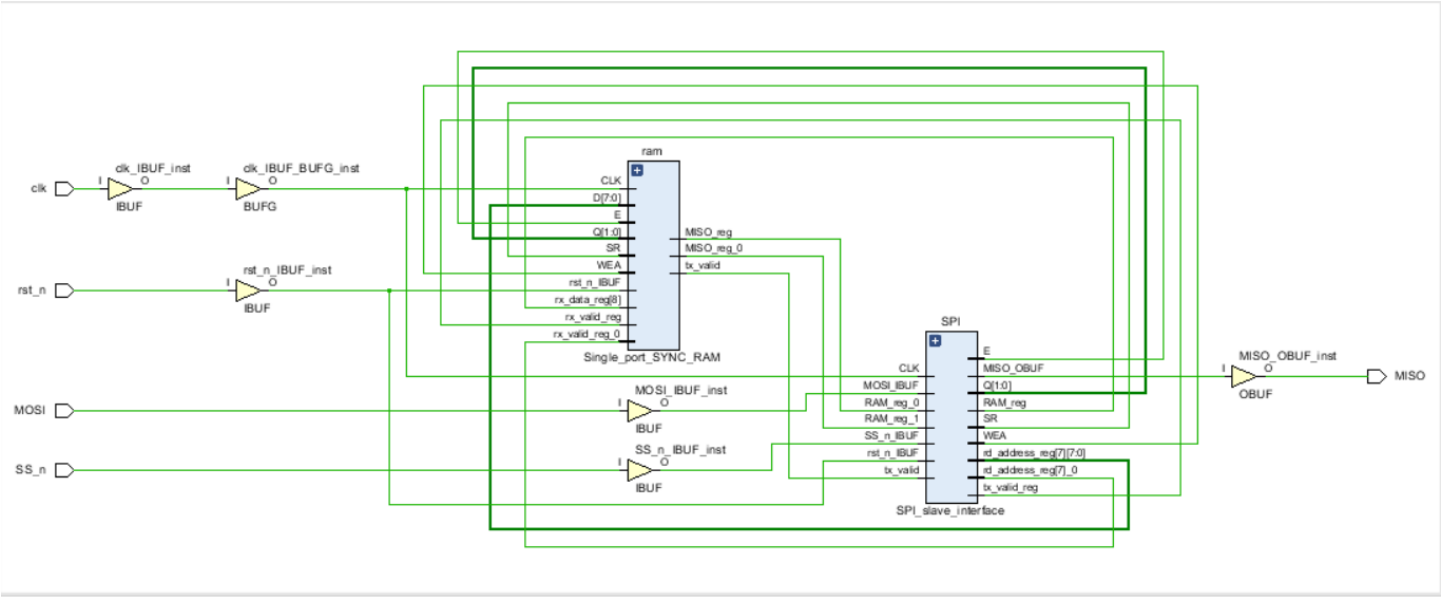 clk
I
clk_IBUF_inst
O
IBUF
I
clk_IBUF_BUFG_inst
O
BUFG
rst_n
I
rst_n_IBUF_inst
O
IBUF
MOSI
I
MOSI_IBUF_inst
O
IBUF
SS_n
I
SS_n_IBUF_inst
O
IBUF
ram
CLK
D[7:0]
E
Q[1:0]
SR
WEA
rst_n_IBUF
rx_data_reg[8]
rx_valid_reg
rx_valid_reg_0
MISO_reg
MISO_reg_0
tx_valid
Single_port_SYNC_RAM
SPI
CLK
MOSI_IBUF
RAM_reg_0
RAM_reg_1
SS_n_IBUF
rst_n_IBUF
tx_valid
E
MISO_OBUF
Q[1:0]
RAM_reg
SR
WEA
rd_address_reg[7][7:0]
rd_address_reg[7]_0
tx_valid_reg
SPI_slave_interface
I
MISO_OBUF_inst
O
OBUF
MISO